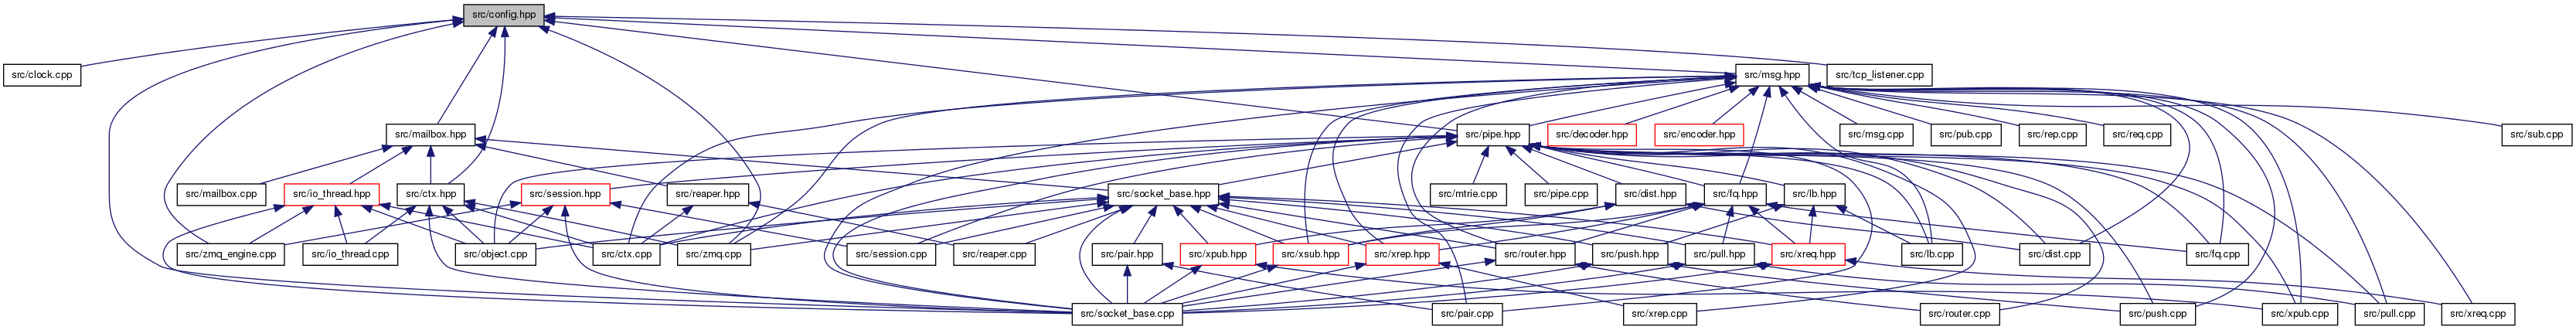 src/config.hpp
src/clock.cpp
src/msg.hpp
src/tcp_listener.cpp
src/mailbox.hpp
src/pipe.hpp
src/decoder.hpp
src/encoder.hpp
src/msg.cpp
src/pub.cpp
src/rep.cpp
src/req.cpp
src/sub.cpp
src/mailbox.cpp
src/io_thread.hpp
src/ctx.hpp
src/session.hpp
src/reaper.hpp
src/socket_base.hpp
src/mtrie.cpp
src/pipe.cpp
src/dist.hpp
src/fq.hpp
src/lb.hpp
src/zmq_engine.cpp
src/io_thread.cpp
src/object.cpp
src/ctx.cpp
src/zmq.cpp
src/session.cpp
src/reaper.cpp
src/pair.hpp
src/xpub.hpp
src/xsub.hpp
src/xrep.hpp
src/router.hpp
src/push.hpp
src/pull.hpp
src/xreq.hpp
src/lb.cpp
src/dist.cpp
src/fq.cpp
src/socket_base.cpp
src/pair.cpp
src/xrep.cpp
src/router.cpp
src/push.cpp
src/xpub.cpp
src/pull.cpp
src/xreq.cpp